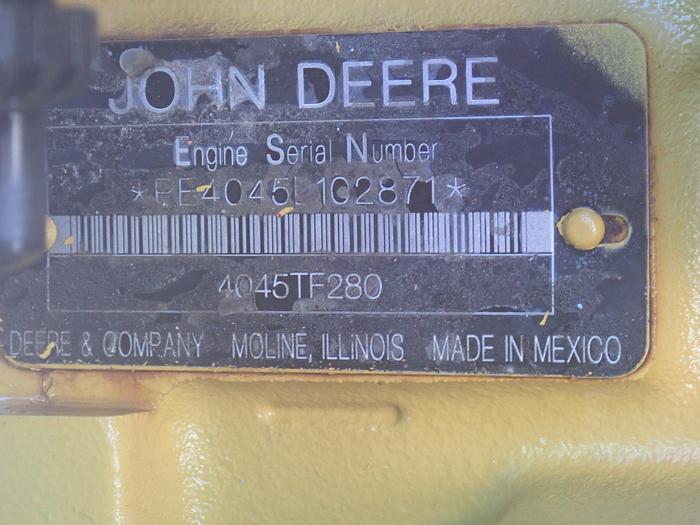 JOHN DEERE
Engine Serial Number
*PE4045L102871*
4045TF280
DEERE & COMPANY MOLINE, ILLINOIS MADE IN MEXICO